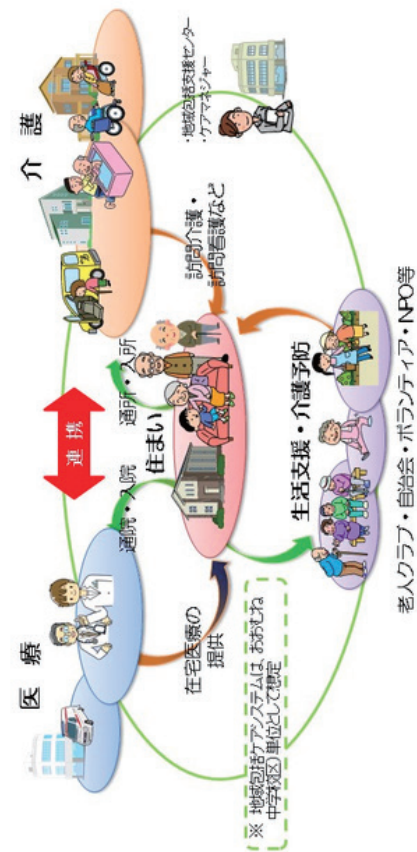 医療
連携
介護
通院・入院
通所・入所
在宅医療の
提供
住まい
訪問介護・
訪問看護など
・地域包括支援センター
・ケアマネジャー
生活支援・介護予防
※ 地域包括ケアシステムは、おおむね
中学校区単位として想定
老人クラブ・自治会・ボランティア・NPO等